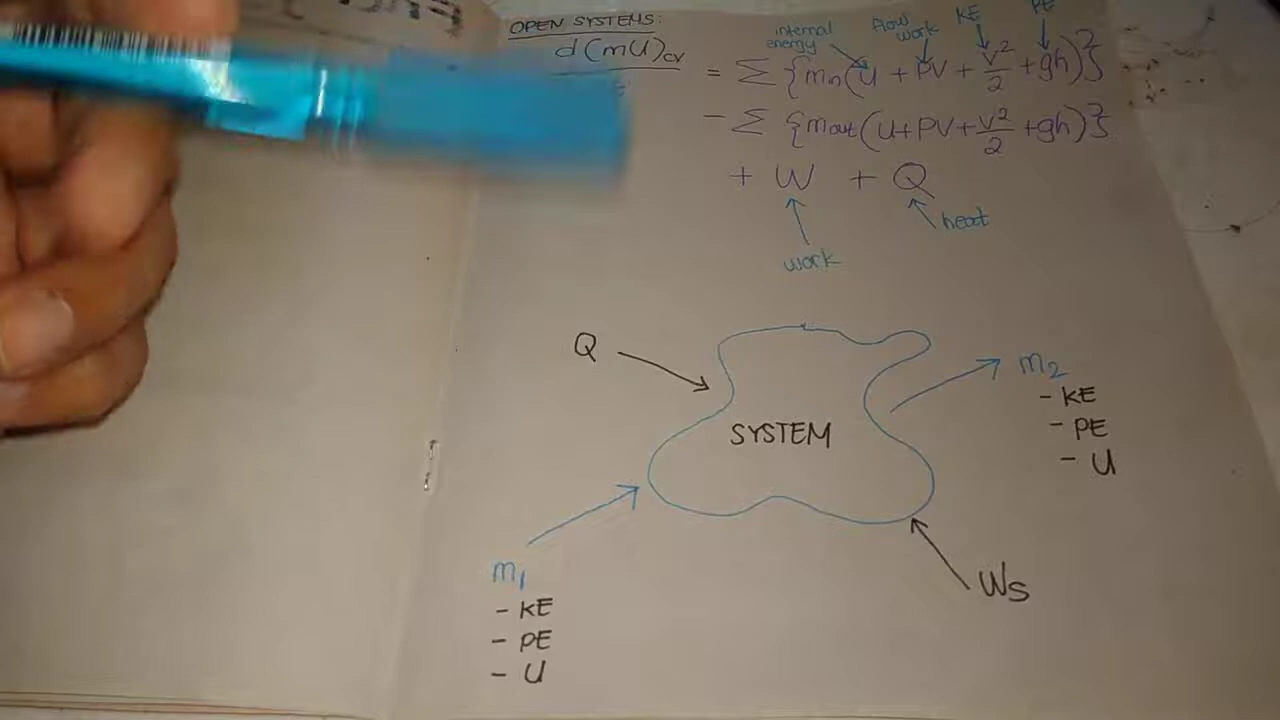 OPEN SYSTEMS:
internal energy
Flow work
KE
PE
d(mU)cv
= Σ {min(U + PV + V²/2 + gh)}
- Σ {mout(U+PV+V²/2+gh)}
+ W + Q
heat
work
Q
m2
- KE
- PE
- U
SYSTEM
m1
- KE
- PE
- U
Ws